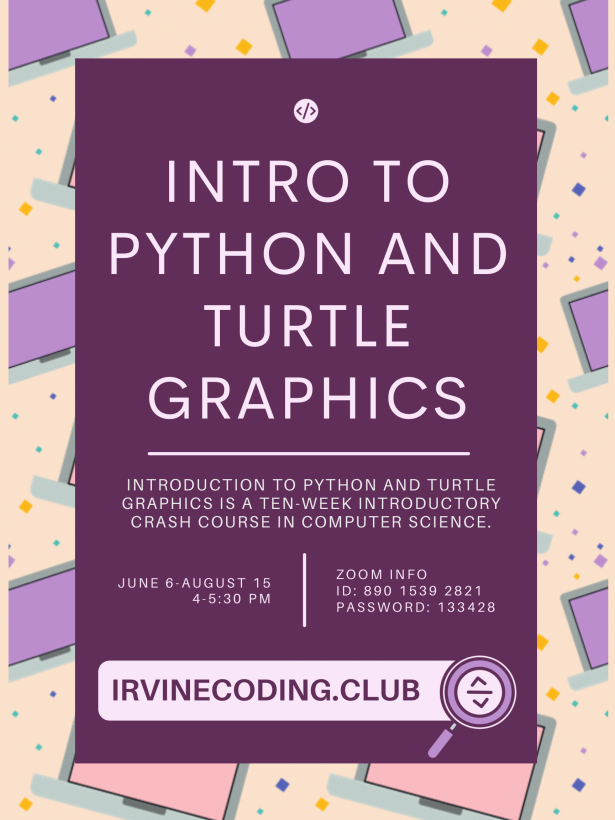 INTRO TO
PYTHON AND
TURTLE
GRAPHICS
INTRODUCTION TO PYTHON AND TURTLE
GRAPHICS IS A TEN-WEEK INTRODUCTORY
CRASH COURSE IN COMPUTER SCIENCE.
JUNE 6-AUGUST 15
4-5:30 PM
ZOOM INFO
ID: 890 1539 2821
PASSWORD: 133428
IRVINECODING.CLUB